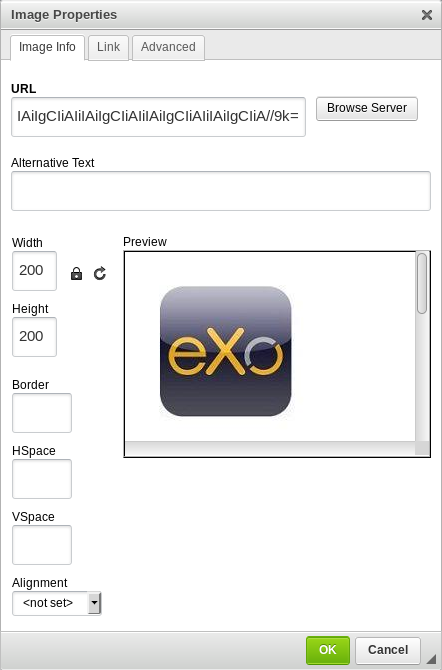 Image Properties
Image Info
Link
Advanced
URL
IAiIgCIiAIiIAiIgCIiAIiIAiIgCIiAIiIAiIgCIiA//9k=
Browse Server
Alternative Text
Width
Preview
200
Height
200
eXo
Border
HSpace
VSpace
Alignment
<not set>
OK
Cancel